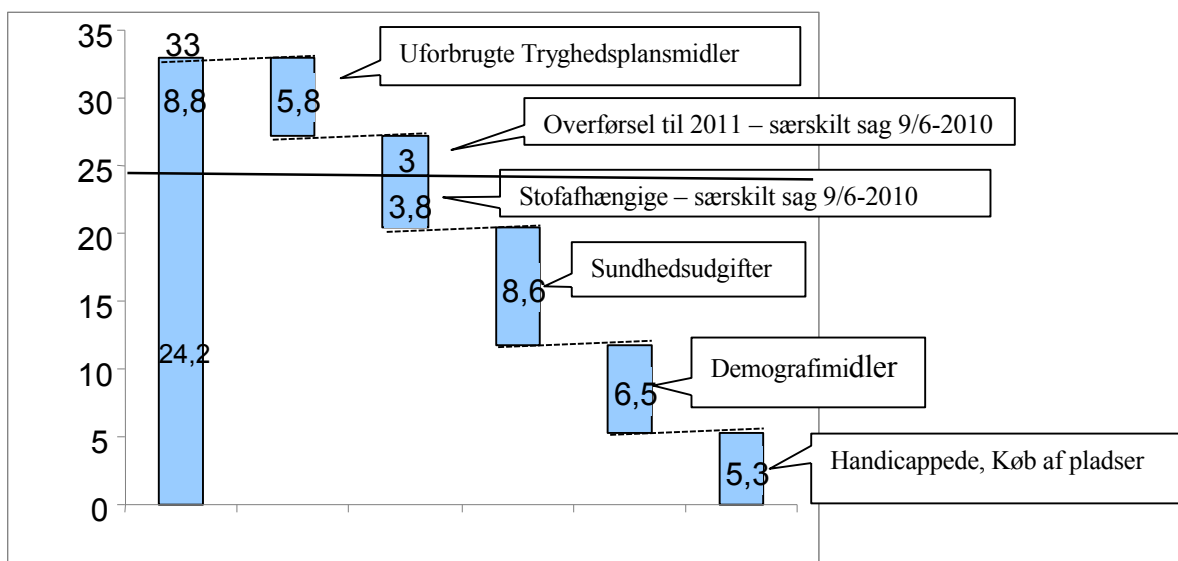 35
30
25
20
15
10
5
0
33
8,8
24,2
5,8
3
3,8
8,6
6,5
5,3
Uforbrugte Tryghedsplansmidler
Overførsel til 2011 – særskilt sag 9/6-2010
Stofafhængige – særskilt sag 9/6-2010
Sundhedsudgifter
Demografimidler
Handicappede, Køb af pladser